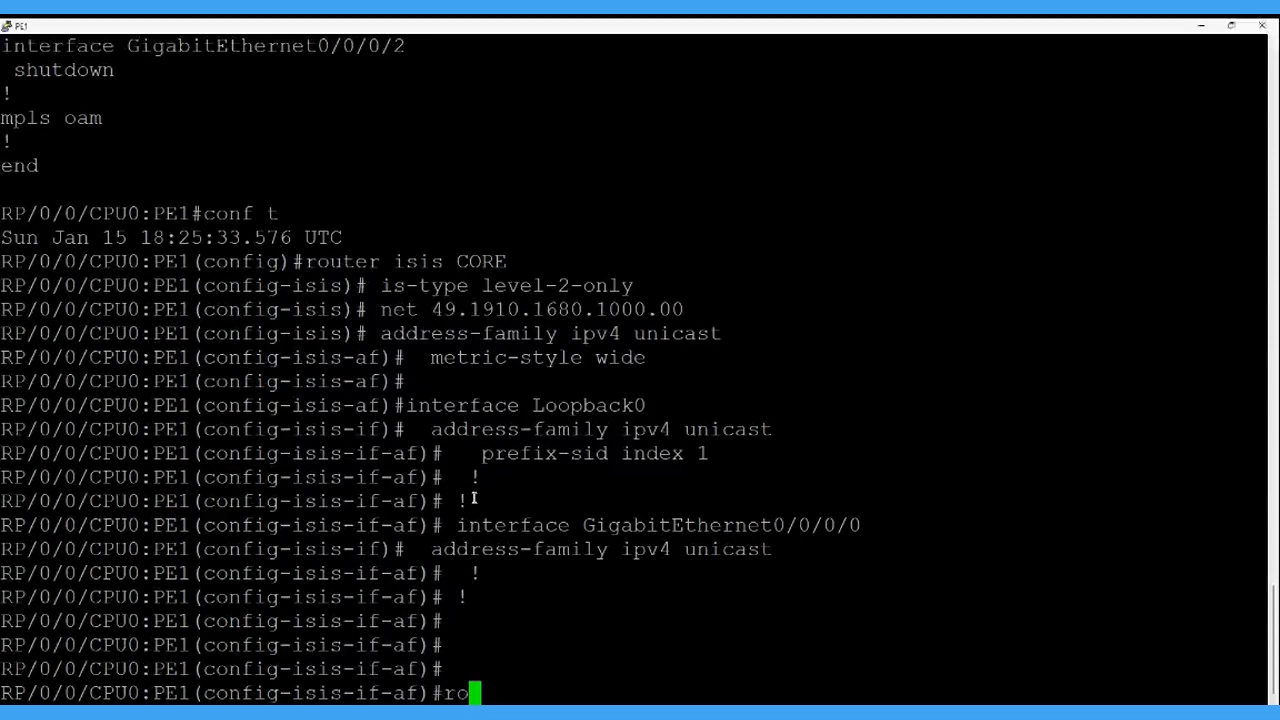 PE1
interface GigabitEthernet0/0/0/2
 shutdown
!
mpls oam
!
end
RP/0/0/CPU0:PE1#conf t
Sun Jan 15 18:25:33.576 UTC
RP/0/0/CPU0:PE1(config)#router isis CORE
RP/0/0/CPU0:PE1(config-isis)# is-type level-2-only
RP/0/0/CPU0:PE1(config-isis)# net 49.1910.1680.1000.00
RP/0/0/CPU0:PE1(config-isis)# address-family ipv4 unicast
RP/0/0/CPU0:PE1(config-isis-af)#  metric-style wide
RP/0/0/CPU0:PE1(config-isis-af)#
RP/0/0/CPU0:PE1(config-isis-af)#interface Loopback0
RP/0/0/CPU0:PE1(config-isis-if)#  address-family ipv4 unicast
RP/0/0/CPU0:PE1(config-isis-if-af)#   prefix-sid index 1
RP/0/0/CPU0:PE1(config-isis-if-af)#  !
RP/0/0/CPU0:PE1(config-isis-if-af)# !
RP/0/0/CPU0:PE1(config-isis-if-af)# interface GigabitEthernet0/0/0/0
RP/0/0/CPU0:PE1(config-isis-if)#  address-family ipv4 unicast
RP/0/0/CPU0:PE1(config-isis-if-af)#  !
RP/0/0/CPU0:PE1(config-isis-if-af)# !
RP/0/0/CPU0:PE1(config-isis-if-af)#
RP/0/0/CPU0:PE1(config-isis-if-af)#
RP/0/0/CPU0:PE1(config-isis-if-af)#
RP/0/0/CPU0:PE1(config-isis-if-af)#ro